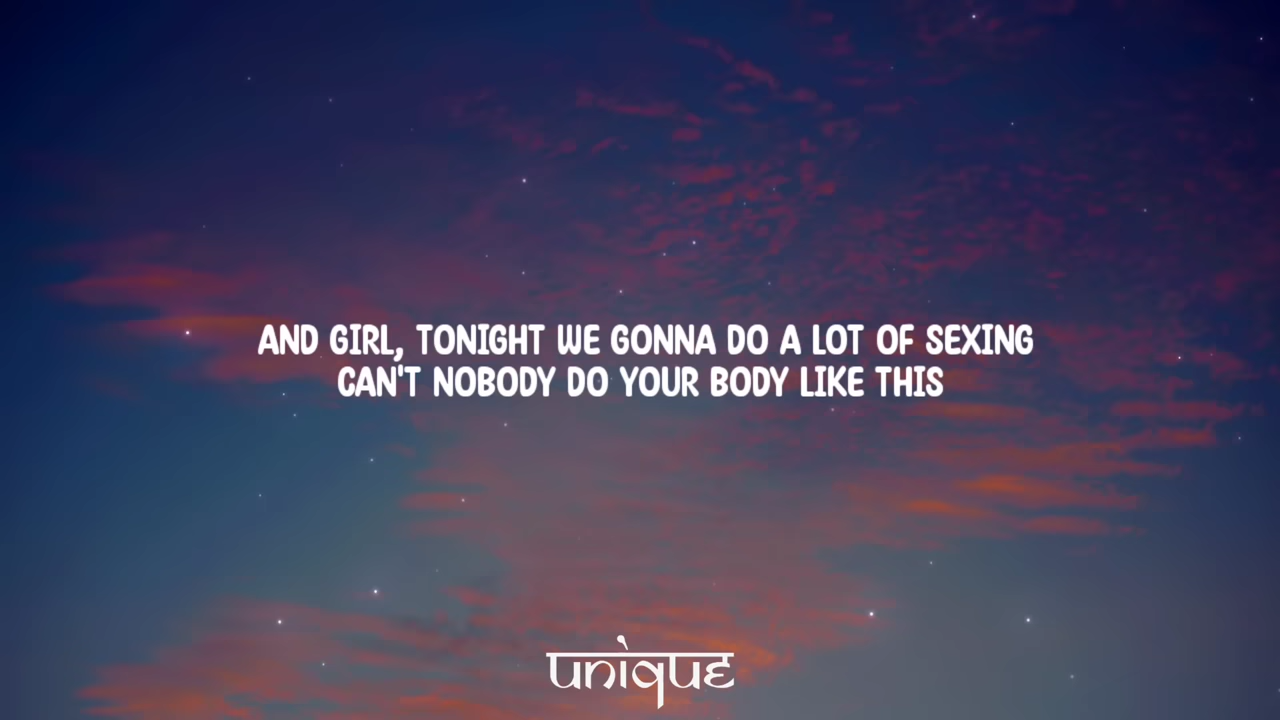 AND GIRL, TONIGHT WE GONNA DO A LOT OF SEXING
CAN'T NOBODY DO YOUR BODY LIKE THIS
unique